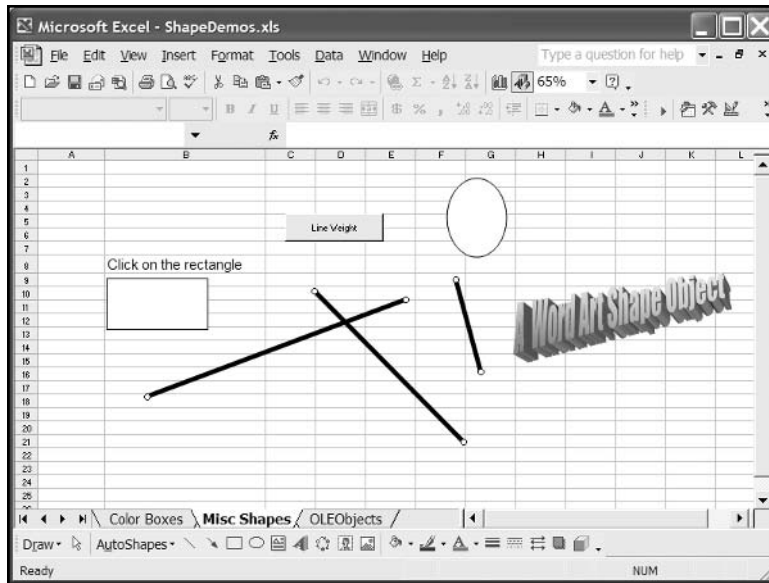 Microsoft Excel - ShapeDemos.xls
File Edit View Insert Format Tools Data Window Help Type a question for help
65%
fx
A B C D E F G H I J K L
1
2
3
4
5
Line Weight
6
7
8 Click on the rectangle
9
10
11
12
A Word Art Shape Object
13
14
15
16
17
18
19
20
21
22
23
24
25
Color Boxes Misc Shapes OLEObjects
Draw AutoShapes
Ready NUM